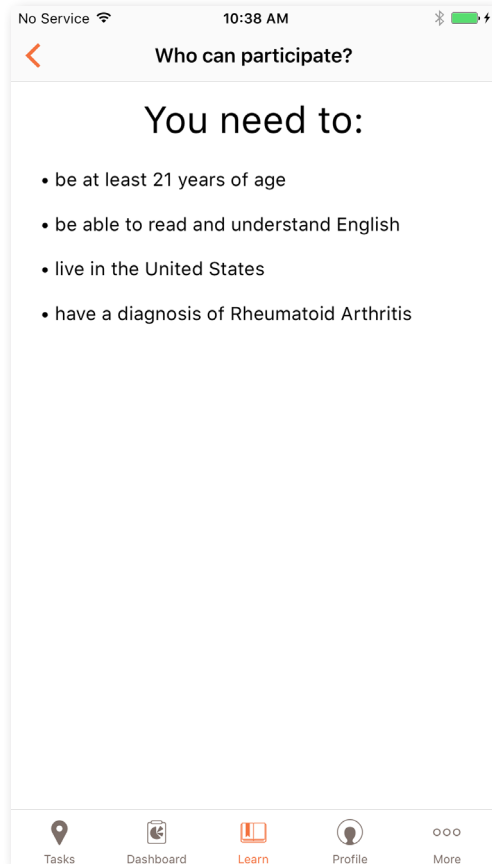 No Service 10:38 AM
Who can participate?
You need to:
• be at least 21 years of age
• be able to read and understand English
• live in the United States
• have a diagnosis of Rheumatoid Arthritis
Tasks Dashboard Learn Profile More